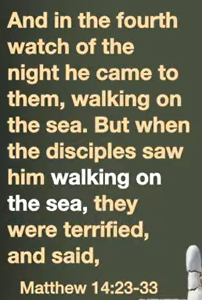 And in the fourth
watch of the
night he came to
them, walking on
the sea. But when
the disciples saw
him walking on
the sea, they
were terrified,
and said,
Matthew 14:23-33